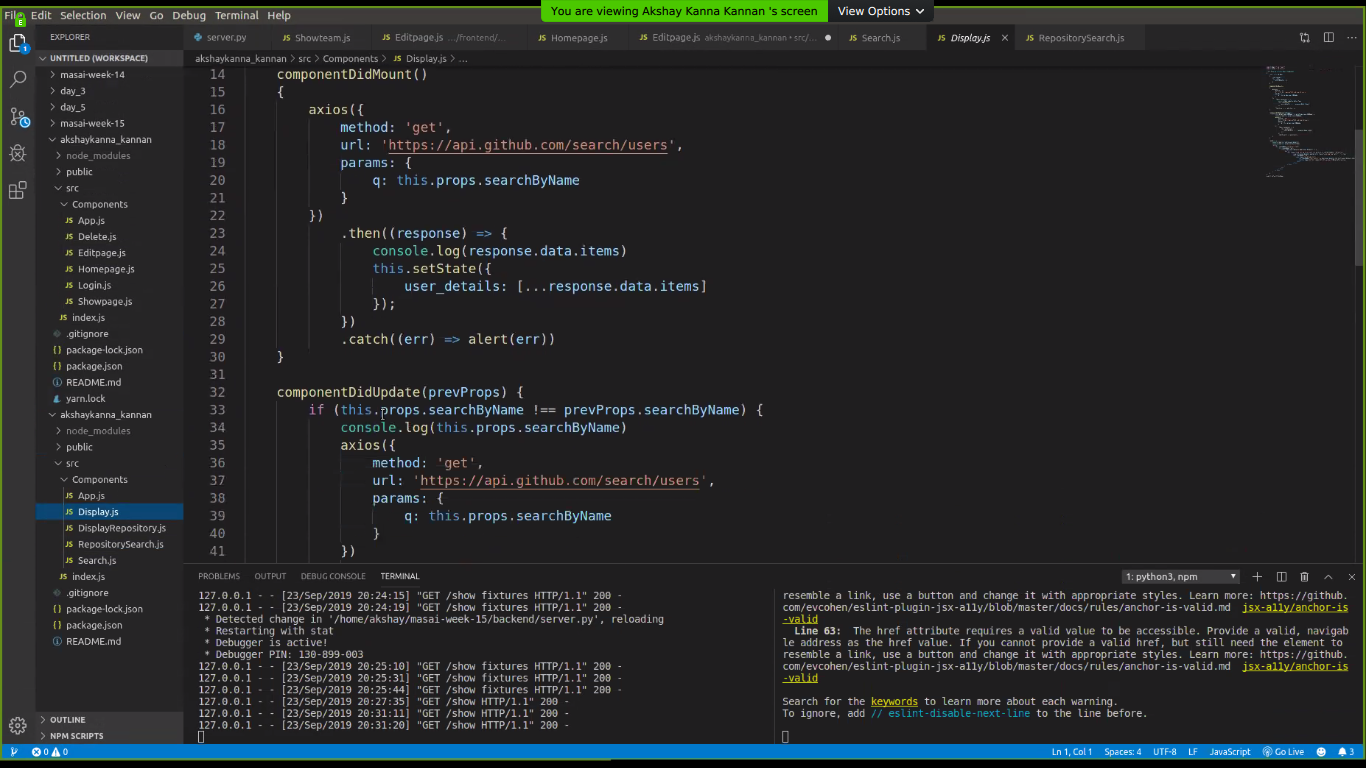 You are viewing Akshay Kanna Kannan 's screen
View Options
File Edit Selection View Go Debug Terminal Help
EXPLORER
server.py
Showteam.js
Editpage.js .../frontend/...
Homepage.js
Editpage.js akshaykanna_kannan • src/...
Search.js
Display.js
RepositorySearch.js
UNTITLED (WORKSPACE)
masai-week-14
day_3
day_5
masai-week-15
akshaykanna_kannan
node_modules
public
src
Components
App.js
Delete.js
Editpage.js
Homepage.js
Login.js
Showpage.js
index.js
.gitignore
package-lock.json
package.json
README.md
yarn.lock
akshaykanna_kannan
node_modules
public
src
Components
App.js
Display.js
DisplayRepository.js
RepositorySearch.js
Search.js
index.js
.gitignore
package-lock.json
package.json
README.md
OUTLINE
NPM SCRIPTS
akshaykanna_kannan › src › Components › Display.js › ...
14 componentDidMount()
15 {
16 axios({
17 method: 'get',
18 url: 'https://api.github.com/search/users',
19 params: {
20 q: this.props.searchByName
21 }
22 })
23 .then((response) => {
24 console.log(response.data.items)
25 this.setState({
26 user_details: [...response.data.items]
27 });
28 })
29 .catch((err) => alert(err))
30 }
31
32 componentDidUpdate(prevProps) {
33 if (this.props.searchByName !== prevProps.searchByName) {
34 console.log(this.props.searchByName)
35 axios({
36 method: 'get',
37 url: 'https://api.github.com/search/users',
38 params: {
39 q: this.props.searchByName
40 }
41 })
PROBLEMS OUTPUT DEBUG CONSOLE TERMINAL
1: python3, npm
127.0.0.1 - - [23/Sep/2019 20:24:15] "GET /show fixtures HTTP/1.1" 200 -
127.0.0.1 - - [23/Sep/2019 20:24:19] "GET /show fixtures HTTP/1.1" 200 -
* Detected change in '/home/akshay/masai-week-15/backend/server.py', reloading
* Restarting with stat
* Debugger is active!
* Debugger PIN: 130-899-003
127.0.0.1 - - [23/Sep/2019 20:25:10] "GET /show fixtures HTTP/1.1" 200 -
127.0.0.1 - - [23/Sep/2019 20:25:31] "GET /show fixtures HTTP/1.1" 200 -
127.0.0.1 - - [23/Sep/2019 20:25:44] "GET /show fixtures HTTP/1.1" 200 -
127.0.0.1 - - [23/Sep/2019 20:27:35] "GET /show HTTP/1.1" 200 -
127.0.0.1 - - [23/Sep/2019 20:31:11] "GET /show HTTP/1.1" 200 -
127.0.0.1 - - [23/Sep/2019 20:31:20] "GET /show HTTP/1.1" 200 -
resemble a link, use a button and change it with appropriate styles. Learn more: https://github.
com/evcohen/eslint-plugin-jsx-a11y/blob/master/docs/rules/anchor-is-valid.md jsx-a11y/anchor-is
-valid
Line 63: The href attribute requires a valid value to be accessible. Provide a valid, navigab
le address as the href value. If you cannot provide a valid href, but still need the element to
resemble a link, use a button and change it with appropriate styles. Learn more: https://github.
com/evcohen/eslint-plugin-jsx-a11y/blob/master/docs/rules/anchor-is-valid.md jsx-a11y/anchor-is
-valid
Search for the keywords to learn more about each warning.
To ignore, add // eslint-disable-next-line to the line before.
0 0
Ln 1, Col 1 Spaces: 4 UTF-8 LF JavaScript Go Live 3